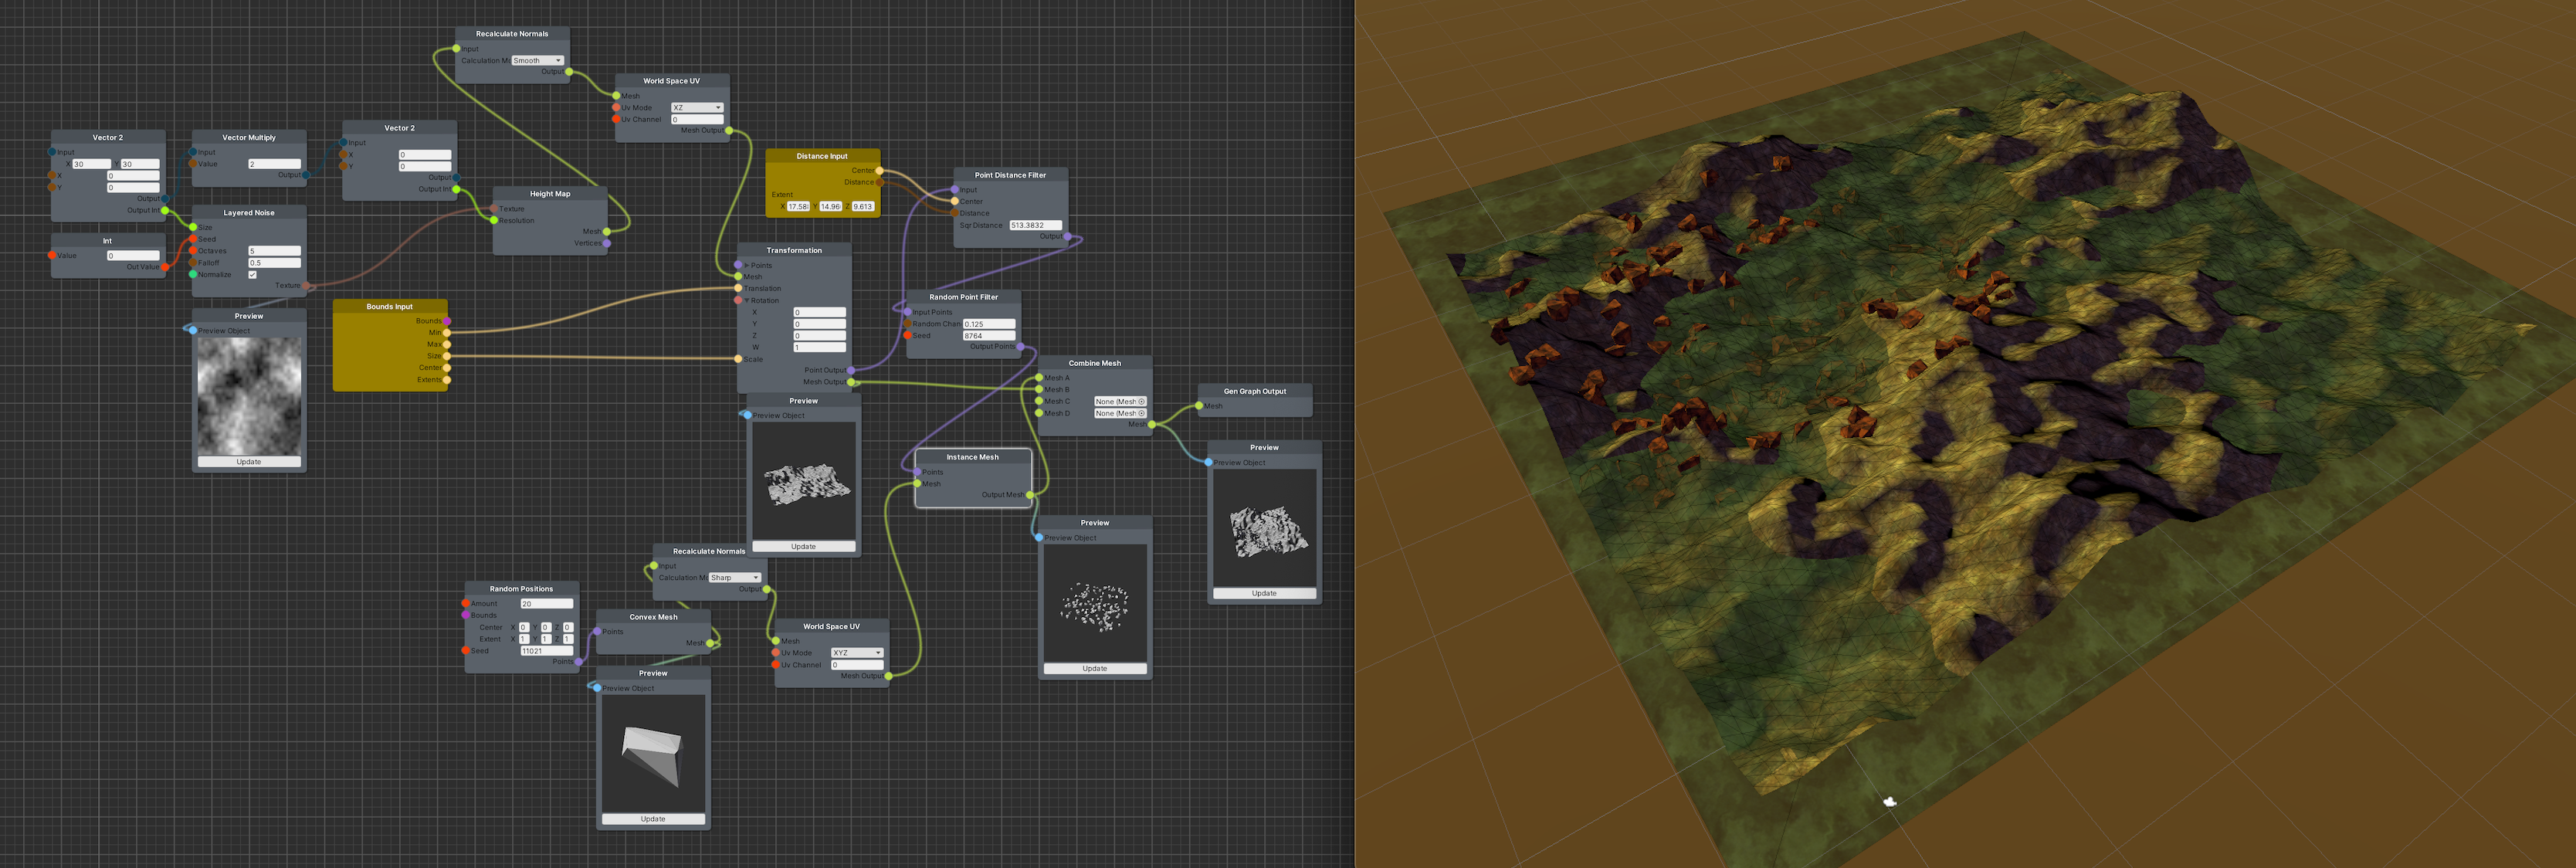 Recalculate Normals
Input
Calculation M Smooth
Output
World Space UV
Mesh
Uv Mode XZ
Uv Channel 0
Mesh Output
Vector 2
Input
X 30 Y 30
X 0
Y 0
Output
Output Int
Vector Multiply
Input
Value 2
Output
Vector 2
Input
X 0
Y 0
Output
Output In
Int
Value 0
Out Value
Layered Noise
Size
Seed
Octaves 5
Falloff 0.5
Normalize
Texture
Height Map
Texture
Resolution
Mesh
Vertices
Preview
Preview Object
Update
Bounds Input
Bounds
Min
Max
Size
Center
Extents
Distance Input
Center
Distance
Extent
X 17.58 Y 14.96 Z 9.613
Point Distance Filter
Input
Center
Distance
Sqr Distance 513.3832
Output
Transformation
Points
Mesh
Translation
Rotation
X 0
Y 0
Z 0
W 1
Scale
Point Output
Mesh Output
Random Point Filter
Input Points
Random Chan 0.125
Seed 8764
Output Points
Combine Mesh
Mesh A
Mesh B
Mesh C None (Mesh
Mesh D None (Mesh
Mesh
Gen Graph Output
Mesh
Preview
Preview Object
Update
Preview
Preview Object
Update
Instance Mesh
Points
Mesh
Output Mesh
Preview
Preview Object
Update
Recalculate Normals
Input
Calculation M Sharp
Output
Random Positions
Amount 20
Bounds
Center X 0 Y 0 Z 0
Extent X 1 Y 1 Z 1
Seed 11021
Points
Convex Mesh
Points
Mesh
World Space UV
Mesh
Uv Mode XYZ
Uv Channel 0
Mesh Output
Preview
Preview Object
Update